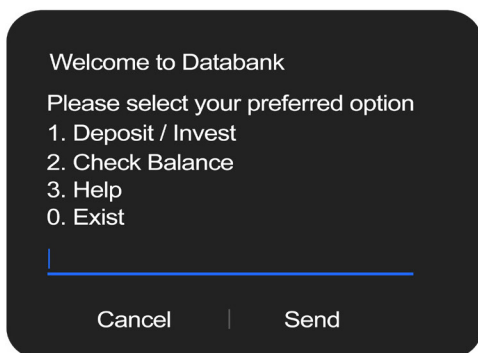 Welcome to Databank
Please select your preferred option
1. Deposit / Invest
2. Check Balance
3. Help
0. Exist
Cancel | Send